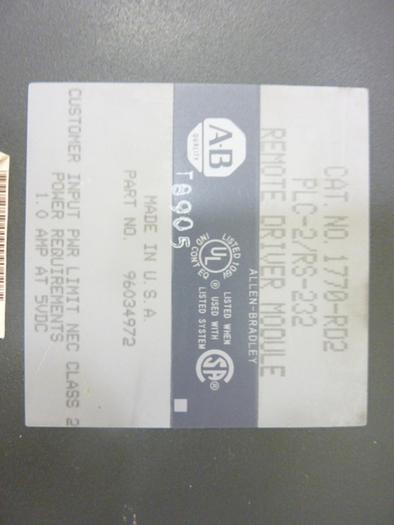 CAT. NO. 1770-RD2
PLC-2/RS-232
REMOTE DRIVER MODULE
ALLEN-BRADLEY
A-B
QUALITY
T8905
LISTED 10J8L
UL
IND CONT EQ
®
LISTED WHEN
USED WITH
LISTED SYSTEM
SA
®
MADE IN U.S.A.
PART NO. 96034972
CUSTOMER INPUT PWR LIMIT NEC CLASS 2
POWER REQUIREMENTS
1.0 AMP AT 5VDC